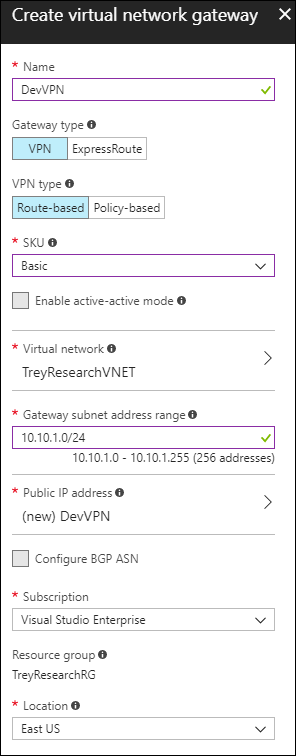 Create virtual network gateway
* Name
DevVPN
Gateway type
VPN ExpressRoute
VPN type
Route-based Policy-based
* SKU
Basic
Enable active-active mode
* Virtual network
TreyResearchVNET
* Gateway subnet address range
10.10.1.0/24
10.10.1.0 - 10.10.1.255 (256 addresses)
* Public IP address
(new) DevVPN
Configure BGP ASN
* Subscription
Visual Studio Enterprise
Resource group
TreyResearchRG
* Location
East US